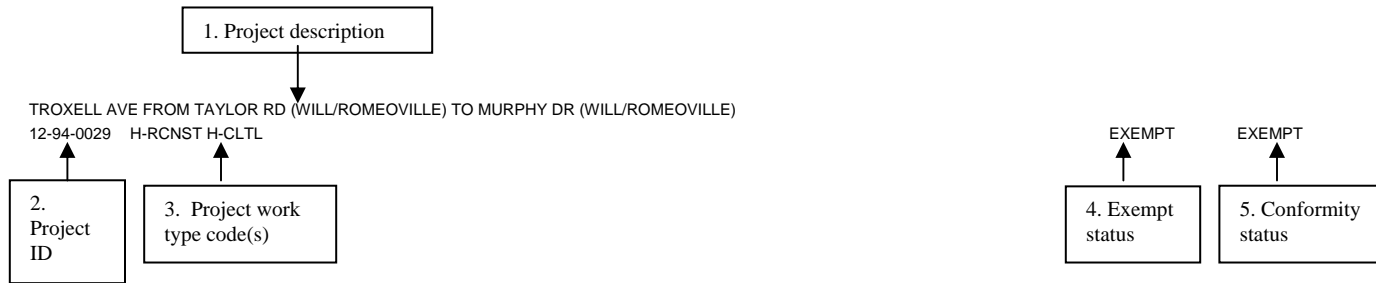 1. Project description
TROXELL AVE FROM TAYLOR RD (WILL/ROMEOVILLE) TO MURPHY DR (WILL/ROMEOVILLE)
12-94-0029 H-RCNST H-CLTL EXEMPT EXEMPT
2.
Project
ID
3. Project work
type code(s)
4. Exempt
status
5. Conformity
status